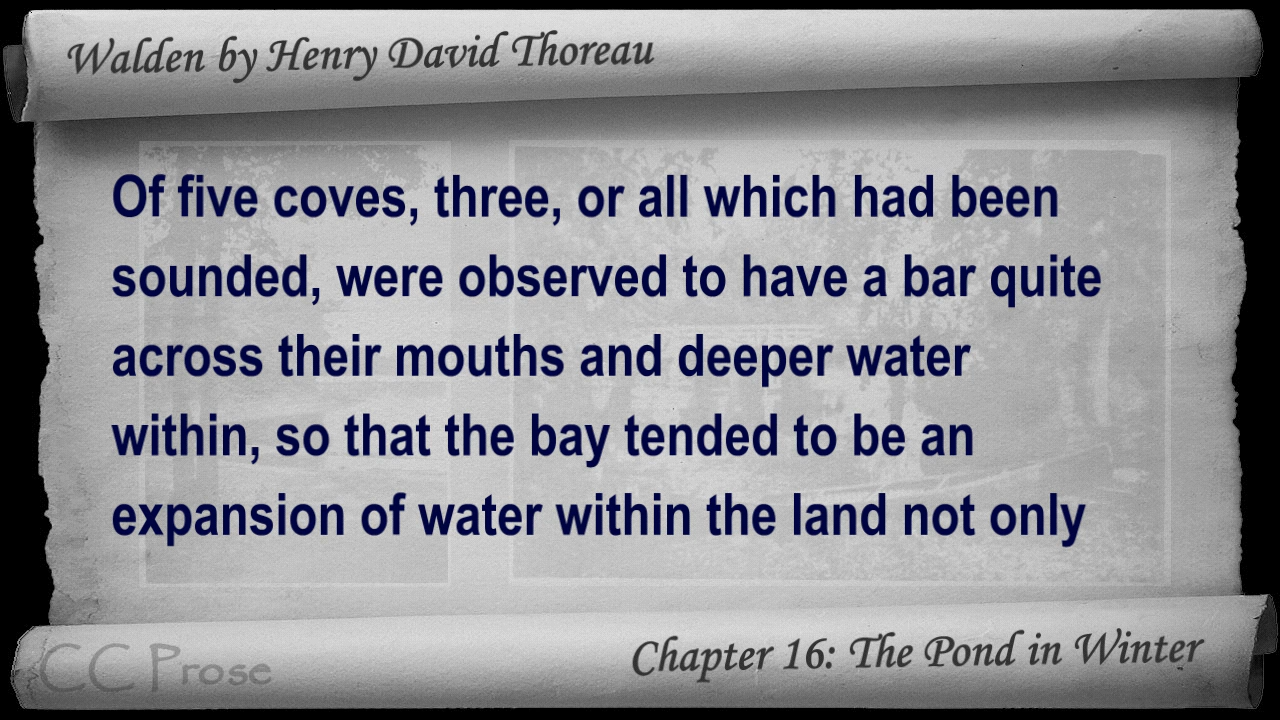 Walden by Henry David Thoreau
Of five coves, three, or all which had been
sounded, were observed to have a bar quite
across their mouths and deeper water
within, so that the bay tended to be an
expansion of water within the land not only
CC Prose
Chapter 16: The Pond in Winter